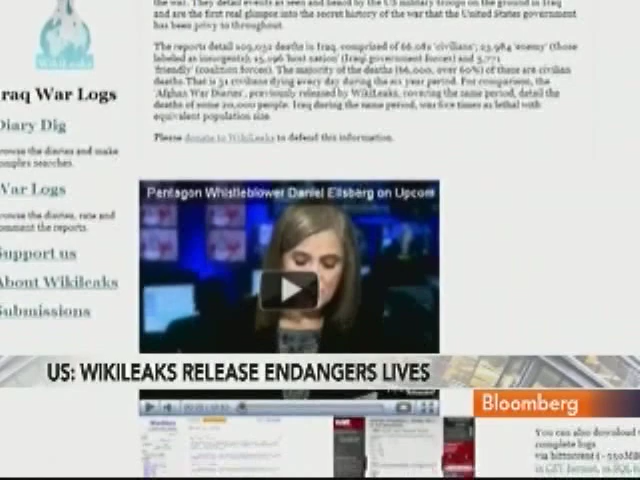 the war. They detail events as seen and heard by the US military troops on the ground in Iraq
and are the first real glimpse into the secret history of the war that the United States government
has been privy to throughout.
The reports detail 109,032 deaths in Iraq, comprised of 66,081 'civilians'; 23,984 'enemy' (those
labeled as insurgents); 15,196 'host nation' (Iraqi government forces) and 3,771
'friendly' (coalition forces). The majority of the deaths (66,000, over 60%) of these are civilian
deaths. That is 31 civilians dying every day during the six year period. For comparison, the
'Afghan War Diaries', previously released by WikiLeaks, covering the same period, detail the
deaths of some 20,000 people. Iraq during the same period, was five times as lethal with
equivalent population size.
Please donate to WikiLeaks to defend this information.
WikiLeaks
Iraq War Logs
Diary Dig
Browse the diaries and make
complex searches.
War Logs
Browse the diaries, rate and
comment the reports.
Support us
About Wikileaks
Submissions
Pentagon Whistleblower Daniel Ellsberg on Upcom
US: WIKILEAKS RELEASE ENDANGERS LIVES
Bloomberg
You can also download
complete logs
via bittorrent
in CSV format, in SQL